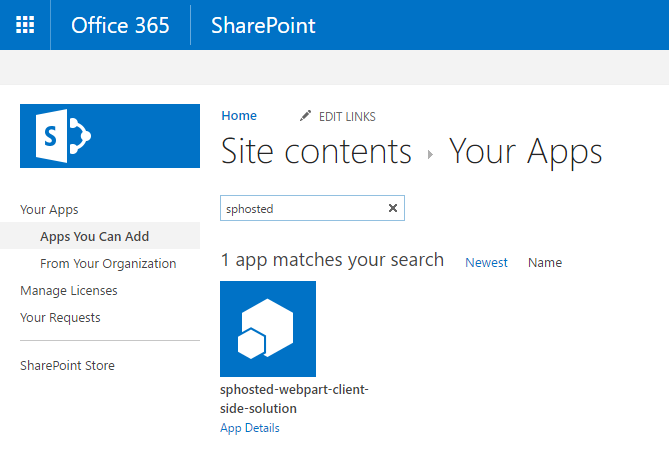 Office 365 SharePoint
S
Home EDIT LINKS
Site contents Your Apps
sphosted
Your Apps
Apps You Can Add
From Your Organization
Manage Licenses
Your Requests
SharePoint Store
1 app matches your search Newest Name
sphosted-webpart-client-
side-solution
App Details